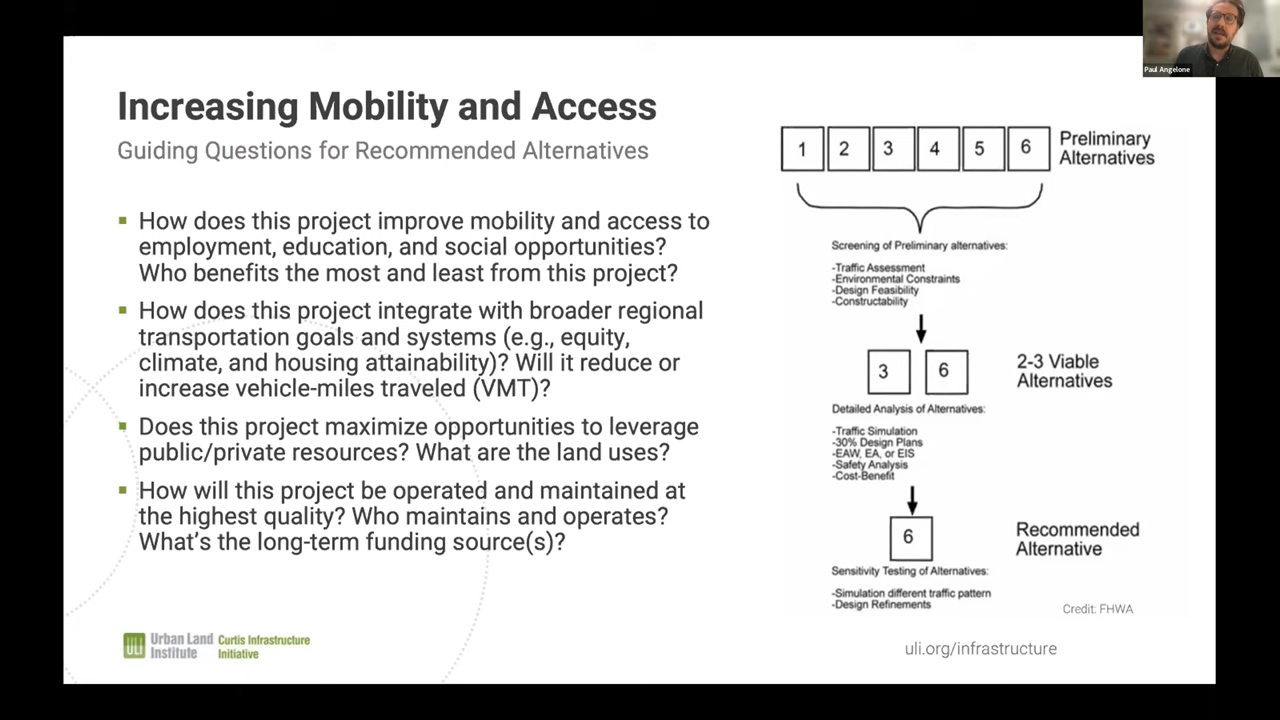 Paul Angelone
Increasing Mobility and Access
Guiding Questions for Recommended Alternatives
▪ How does this project improve mobility and access to
employment, education, and social opportunities?
Who benefits the most and least from this project?
▪ How does this project integrate with broader regional
transportation goals and systems (e.g., equity,
climate, and housing attainability)? Will it reduce or
increase vehicle-miles traveled (VMT)?
▪ Does this project maximize opportunities to leverage
public/private resources? What are the land uses?
▪ How will this project be operated and maintained at
the highest quality? Who maintains and operates?
What's the long-term funding source(s)?
1 2 3 4 5 6
Preliminary
Alternatives
Screening of Preliminary alternatives:
-Traffic Assessment
-Environmental Constraints
-Design Feasibility
-Constructability
3 6
2-3 Viable
Alternatives
Detailed Analysis of Alternatives:
-Traffic Simulation
-30% Design Plans
-EAW, EA, or EIS
-Safety Analysis
-Cost-Benefit
6
Recommended
Alternative
Sensitivity Testing of Alternatives:
-Simulation different traffic pattern
-Design Refinements
Credit: FHWA
ULI Urban Land
Institute
Curtis Infrastructure
Initiative
uli.org/infrastructure